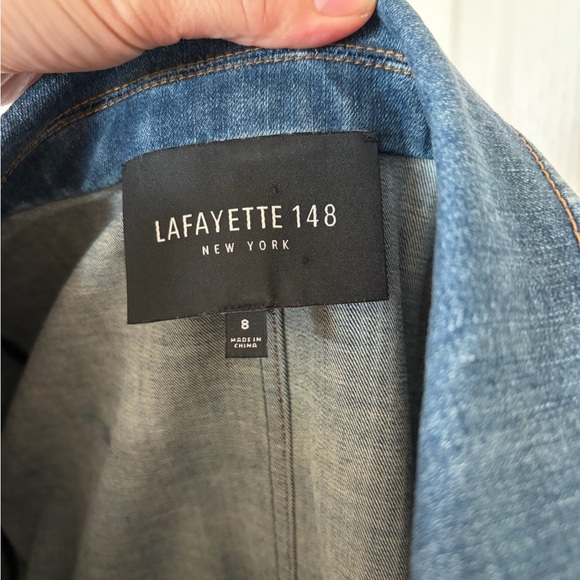 LAFAYETTE 148
NEW YORK
8
MADE IN
CHINA